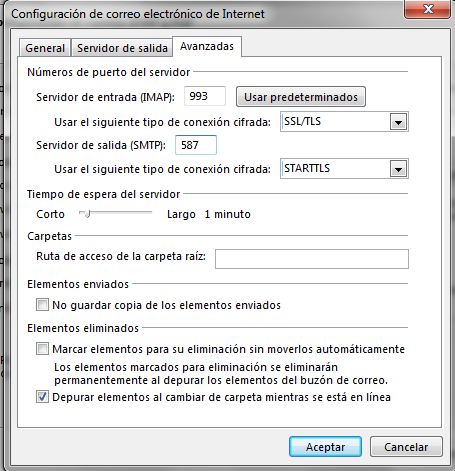 Configuración de correo electrónico de Internet
General Servidor de salida Avanzadas
Números de puerto del servidor
Servidor de entrada (IMAP): 993 Usar predeterminados
Usar el siguiente tipo de conexión cifrada: SSL/TLS
Servidor de salida (SMTP): 587
Usar el siguiente tipo de conexión cifrada: STARTTLS
Tiempo de espera del servidor
Corto Largo 1 minuto
Carpetas
Ruta de acceso de la carpeta raíz:
Elementos enviados
No guardar copia de los elementos enviados
Elementos eliminados
Marcar elementos para su eliminación sin moverlos automáticamente
Los elementos marcados para eliminación se eliminarán
permanentemente al depurar los elementos del buzón de correo.
Depurar elementos al cambiar de carpeta mientras se está en línea
Aceptar Cancelar